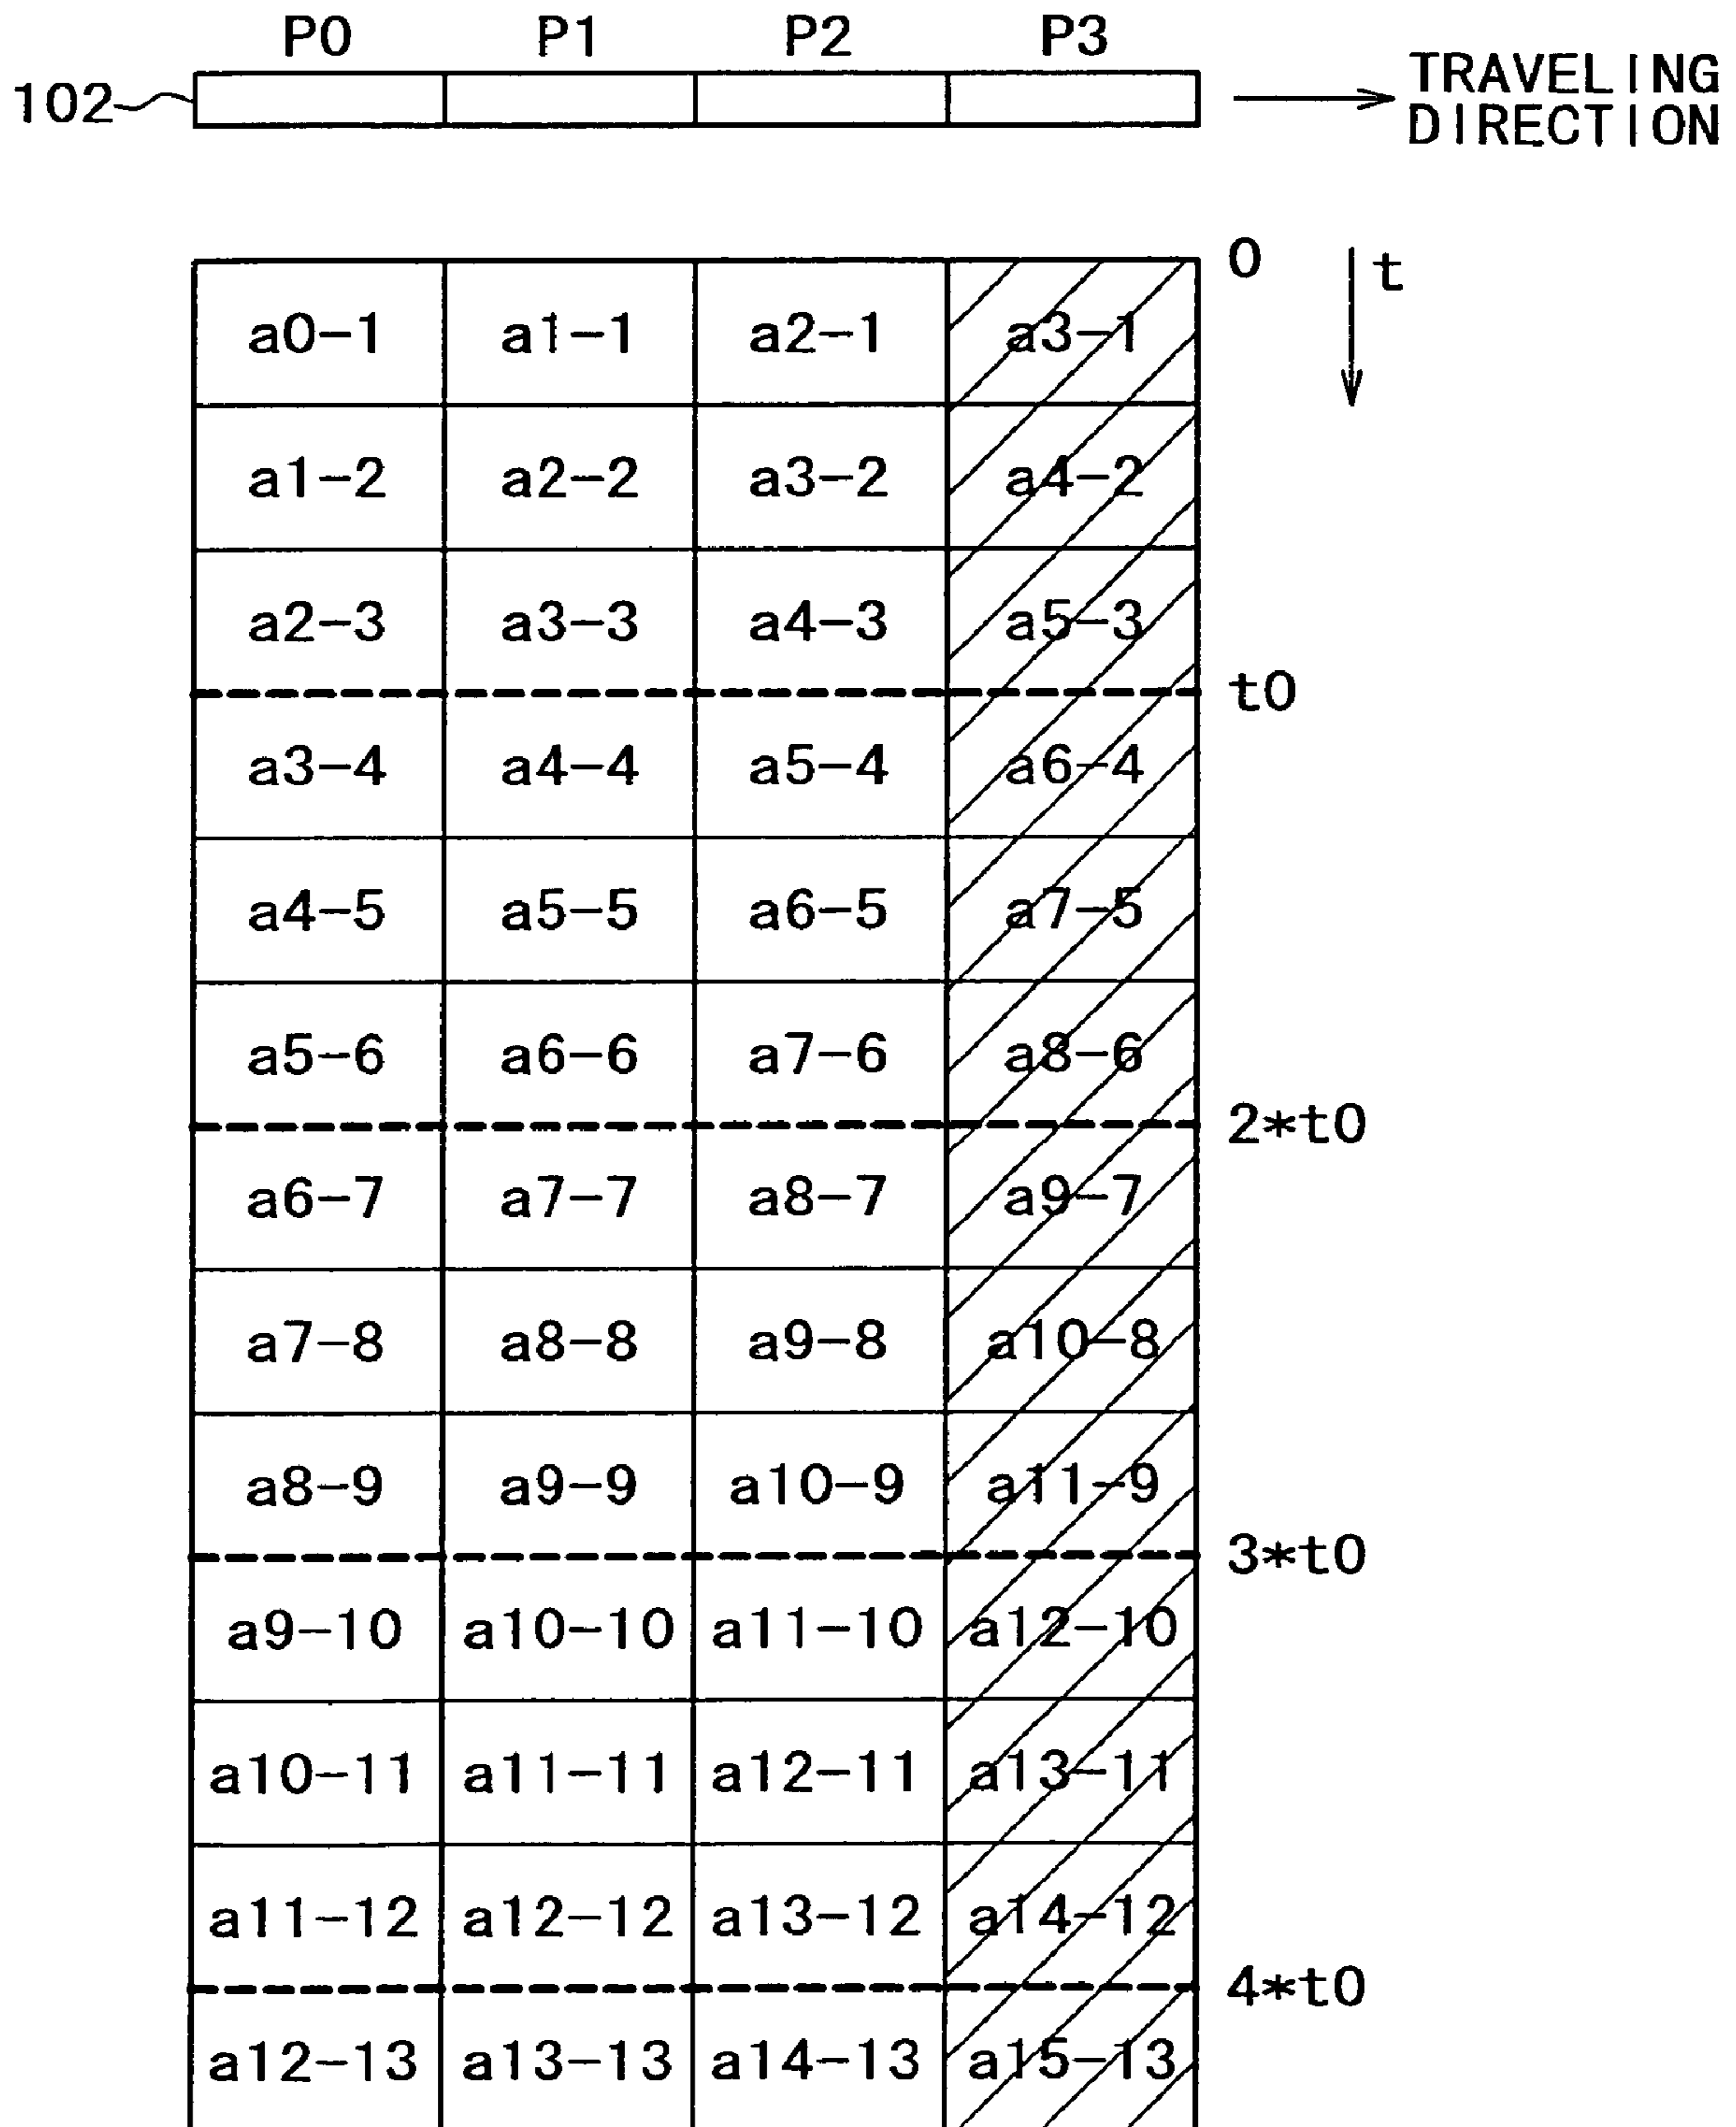 P0 P1 P2 P3
102
TRAVELING
DIRECTION
0
t
a0-1 a1-1 a2-1 a3-1
a1-2 a2-2 a3-2 a4-2
a2-3 a3-3 a4-3 a5-3
t0
a3-4 a4-4 a5-4 a6-4
a4-5 a5-5 a6-5 a7-5
a5-6 a6-6 a7-6 a8-6
2*t0
a6-7 a7-7 a8-7 a9-7
a7-8 a8-8 a9-8 a10-8
a8-9 a9-9 a10-9 a11-9
3*t0
a9-10 a10-10 a11-10 a12-10
a10-11 a11-11 a12-11 a13-11
a11-12 a12-12 a13-12 a14-12
4*t0
a12-13 a13-13 a14-13 a15-13